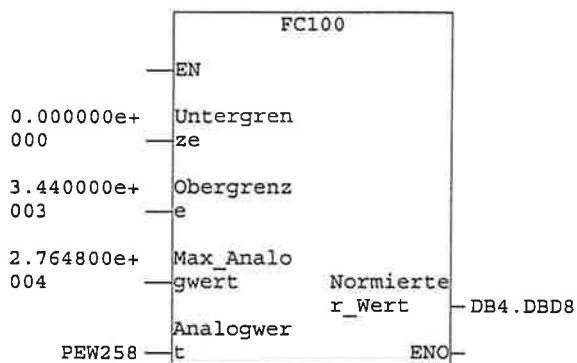 FC100
EN
0.000000e+ Untergren
000 ze
3.440000e+ Obergrenz
003 e
2.764800e+ Max_Analo
004 gwert Normierte
r_Wert DB4.DBD8
Analogwer
PEW258 t ENO